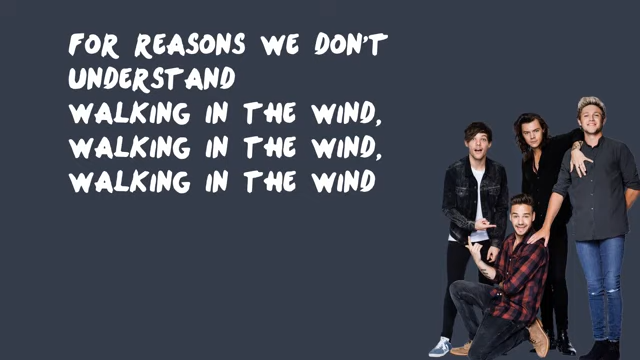 FOR REASONS WE DON'T
UNDERSTAND
WALKING IN THE WIND,
WALKING IN THE WIND,
WALKING IN THE WIND